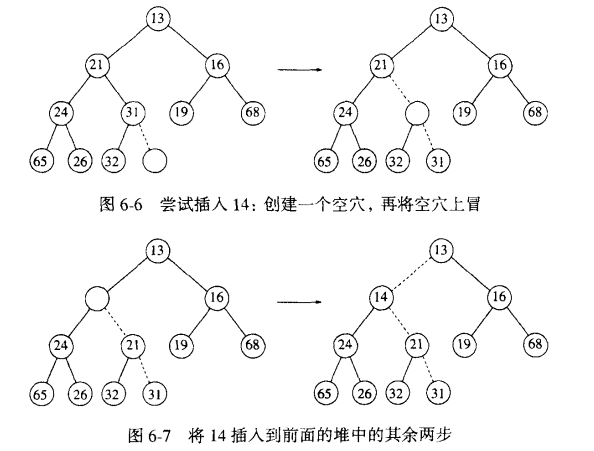 13 13
21 16 21 16
24 31 19 68 24 19 68
65 26 32 65 26 32 31
图 6-6 尝试插入 14：创建一个空穴，再将空穴上冒
13 13
16 14 16
24 21 19 68 24 21 19 68
65 26 32 31 65 26 32 31
图 6-7 将 14 插入到前面的堆中的其余两步